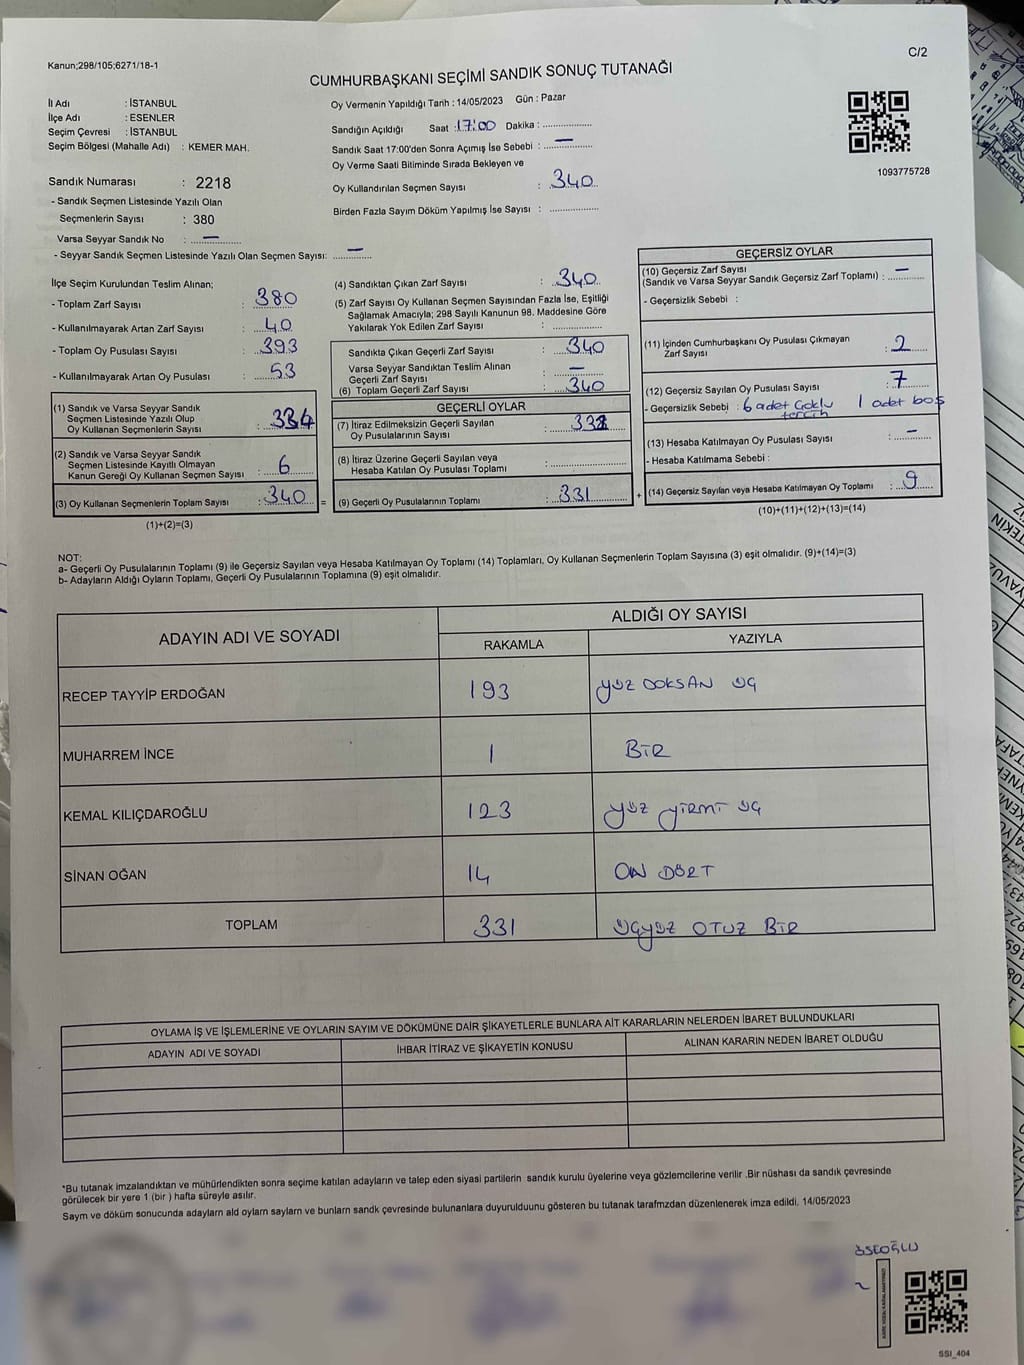 Kanun;298/105;6271/18-1
C/2
CUMHURBAŞKANI SEÇİMİ SANDIK SONUÇ TUTANAĞI
İl Adı : İSTANBUL
İlçe Adı : ESENLER
Seçim Çevresi : İSTANBUL
Seçim Bölgesi (Mahalle Adı) : KEMER MAH.
Sandık Numarası : 2218
- Sandık Seçmen Listesinde Yazılı Olan
Seçmenlerin Sayısı : 380
Varsa Seyyar Sandık No : —
- Seyyar Sandık Seçmen Listesinde Yazılı Olan Seçmen Sayısı: —
Oy Vermenin Yapıldığı Tarih : 14/05/2023 Gün : Pazar
Sandığın Açıldığı Saat : 17:00 Dakika : ..............
Sandık Saat 17:00'den Sonra Açımış İse Sebebi : —
Oy Verme Saati Bitiminde Sırada Bekleyen ve
Oy Kullandırılan Seçmen Sayısı : 340
Birden Fazla Sayım Döküm Yapılmış İse Sayısı : ..............
1093775728
İlçe Seçim Kurulundan Teslim Alınan;
- Toplam Zarf Sayısı : 380
- Kullanılmayarak Artan Zarf Sayısı : 40
- Toplam Oy Pusulası Sayısı : 393
- Kullanılmayarak Artan Oy Pusulası : 53
(1) Sandık ve Varsa Seyyar Sandık
Seçmen Listesinde Yazılı Olup
Oy Kullanan Seçmenlerin Sayısı : 334
(2) Sandık ve Varsa Seyyar Sandık
Seçmen Listesinde Kayıtlı Olmayan
Kanun Gereği Oy Kullanan Seçmen Sayısı : 6
(3) Oy Kullanan Seçmenlerin Toplam Sayısı : 340 =
(1)+(2)=(3)
(4) Sandıktan Çıkan Zarf Sayısı : 340
(5) Zarf Sayısı Oy Kullanan Seçmen Sayısından Fazla İse, Eşitliği
Sağlamak Amacıyla; 298 Sayılı Kanunun 98. Maddesine Göre
Yakılarak Yok Edilen Zarf Sayısı : ..............
Sandıkta Çıkan Geçerli Zarf Sayısı : 340
Varsa Seyyar Sandıktan Teslim Alınan
Geçerli Zarf Sayısı : —
(6) Toplam Geçerli Zarf Sayısı : 340
GEÇERLİ OYLAR
(7) İtiraz Edilmeksizin Geçerli Sayılan
Oy Pusulalarının Sayısı :
(8) İtiraz Üzerine Geçerli Sayılan veya
Hesaba Katılan Oy Pusulası Toplamı : ..............
(9) Geçerli Oy Pusulalarının Toplamı : 331 +
GEÇERSİZ OYLAR
(10) Geçersiz Zarf Sayısı
(Sandık ve Varsa Seyyar Sandık Geçersiz Zarf Toplamı) : —
- Geçersizlik Sebebi :
(11) İçinden Cumhurbaşkanı Oy Pusulası Çıkmayan
Zarf Sayısı : 2
(12) Geçersiz Sayılan Oy Pusulası Sayısı : 7
- Geçersizlik Sebebi : 6 adet Çoklu tercih 1 adet boş
(13) Hesaba Katılmayan Oy Pusulası Sayısı : —
- Hesaba Katılmama Sebebi :
(14) Geçersiz Sayılan veya Hesaba Katılmayan Oy Toplamı : 9
(10)+(11)+(12)+(13)=(14)
NOT:
a- Geçerli Oy Pusulalarının Toplamı (9) ile Geçersiz Sayılan veya Hesaba Katılmayan Oy Toplamı (14) Toplamları, Oy Kullanan Seçmenlerin Toplam Sayısına (3) eşit olmalıdır. (9)+(14)=(3)
b- Adayların Aldığı Oyların Toplamı, Geçerli Oy Pusulalarının Toplamına (9) eşit olmalıdır.
ADAYIN ADI VE SOYADI ALDIĞI OY SAYISI
RAKAMLA YAZIYLA
RECEP TAYYİP ERDOĞAN 193 YÜZ DOKSAN ÜÇ
MUHARREM İNCE 1 BİR
KEMAL KILIÇDAROĞLU 123 YÜZ YİRMİ ÜÇ
SİNAN OĞAN 14 ON DÖRT
TOPLAM 331 ÜÇYÜZ OTUZ BİR
OYLAMA İŞ VE İŞLEMLERİNE VE OYLARIN SAYIM VE DÖKÜMÜNE DAİR ŞİKAYETLERLE BUNLARA AİT KARARLARIN NELERDEN İBARET BULUNDUKLARI
ADAYIN ADI VE SOYADI İHBAR İTİRAZ VE ŞİKAYETİN KONUSU ALINAN KARARIN NEDEN İBARET OLDUĞU
*Bu tutanak imzalandıktan ve mühürlendikten sonra seçime katılan adayların ve talep eden siyasi partilerin sandık kurulu üyelerine veya gözlemcilerine verilir .Bir nüshası da sandık çevresinde
görülecek bir yere 1 (bir ) hafta süreyle asılır.
Saym ve döküm sonucunda adaylarn ald oylarn saylarn ve bunlarn sandk çevresinde bulunanlara duyurulduunu gösteren bu tutanak tarafmzdan düzenlenerek imza edildi. 14/05/2023
SSI_404